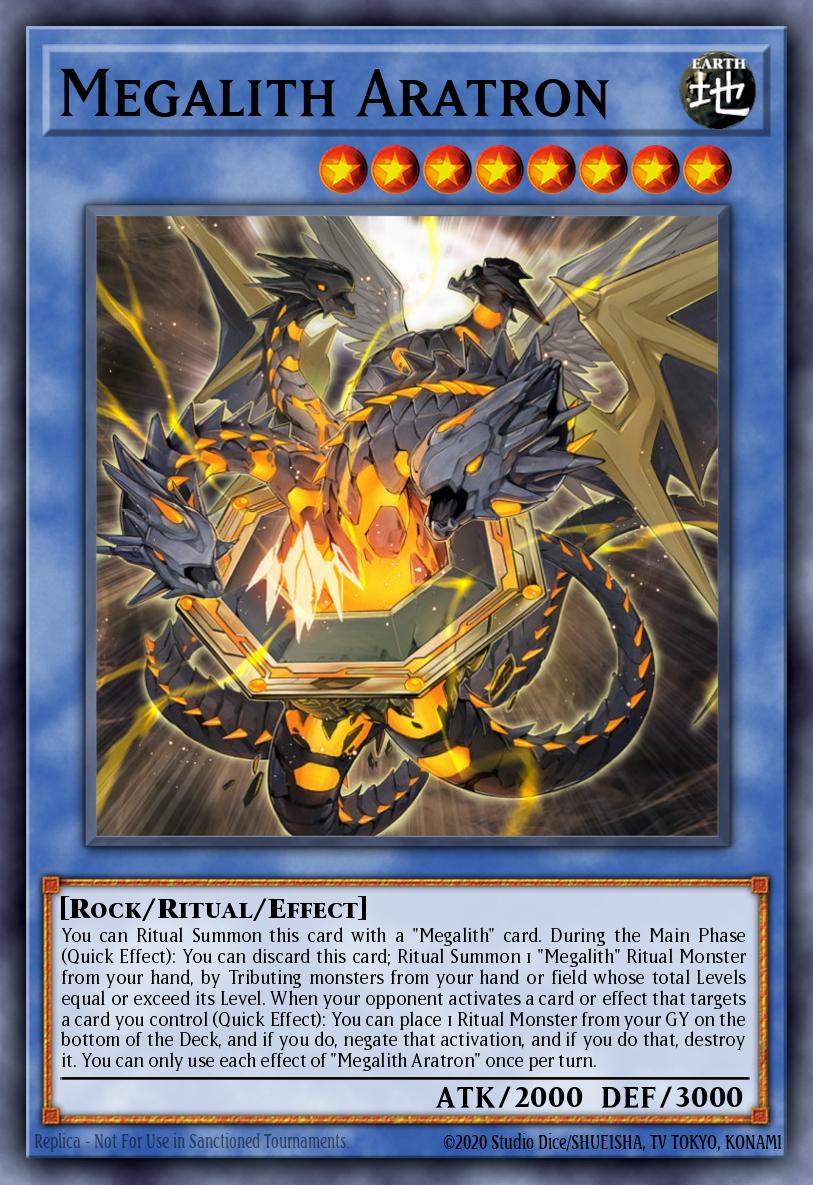 Megalith Aratron
EARTH
地
[Rock/Ritual/Effect]
You can Ritual Summon this card with a "Megalith" card. During the Main Phase
(Quick Effect): You can discard this card; Ritual Summon 1 "Megalith" Ritual Monster
from your hand, by Tributing monsters from your hand or field whose total Levels
equal or exceed its Level. When your opponent activates a card or effect that targets
a card you control (Quick Effect): You can place 1 Ritual Monster from your GY on the
bottom of the Deck, and if you do, negate that activation, and if you do that, destroy
it. You can only use each effect of "Megalith Aratron" once per turn.
ATK/2000 DEF/3000
Replica - Not For Use in Sanctioned Tournaments.
©2020 Studio Dice/SHUEISHA, TV TOKYO, KONAMI